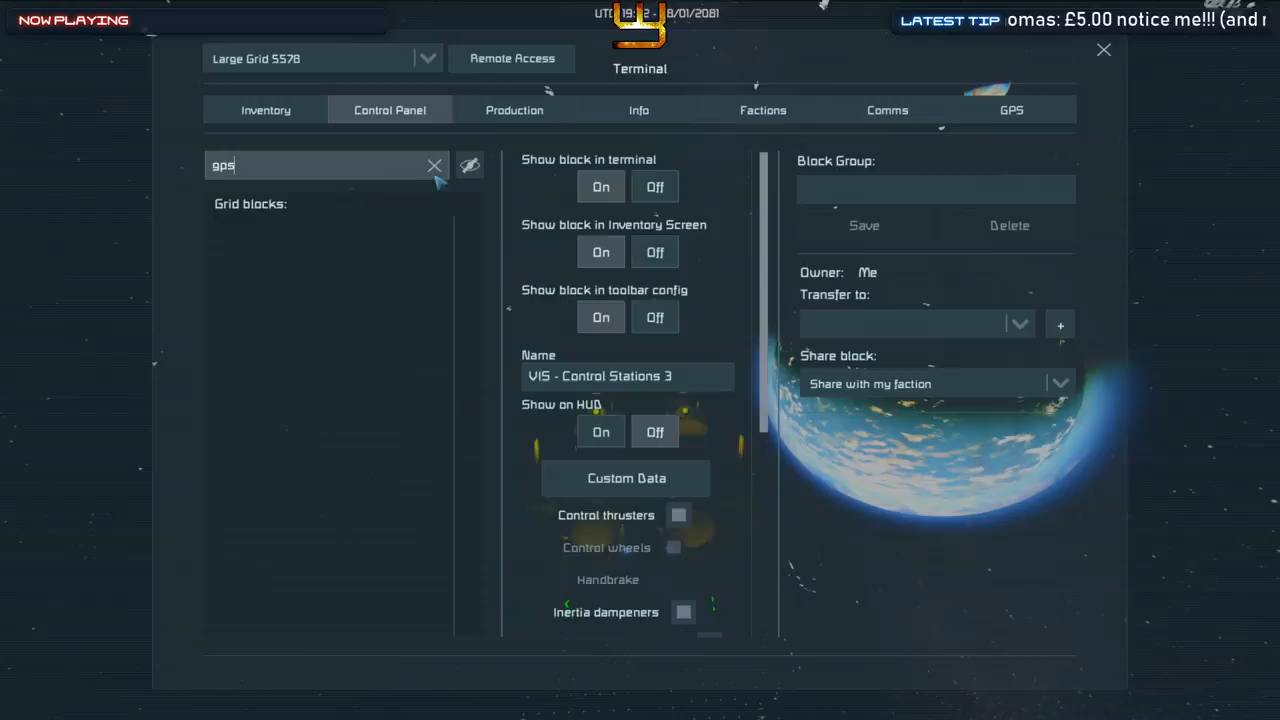 NOW PLAYING
LATEST TIP omas: £5.00 notice me!!! (and r
Large Grid 5578
Remote Access
Terminal
Inventory
Control Panel
Production
Info
Factions
Comms
GPS
gps
Grid blocks:
Show block in terminal
On Off
Show block in Inventory Screen
On Off
Show block in toolbar config
On Off
Name
VIS - Control Stations 3
Show on HUD
On Off
Custom Data
Control thrusters
Control wheels
Handbrake
Inertia dampeners
Block Group:
Save Delete
Owner: Me
Transfer to:
+
Share block:
Share with my faction